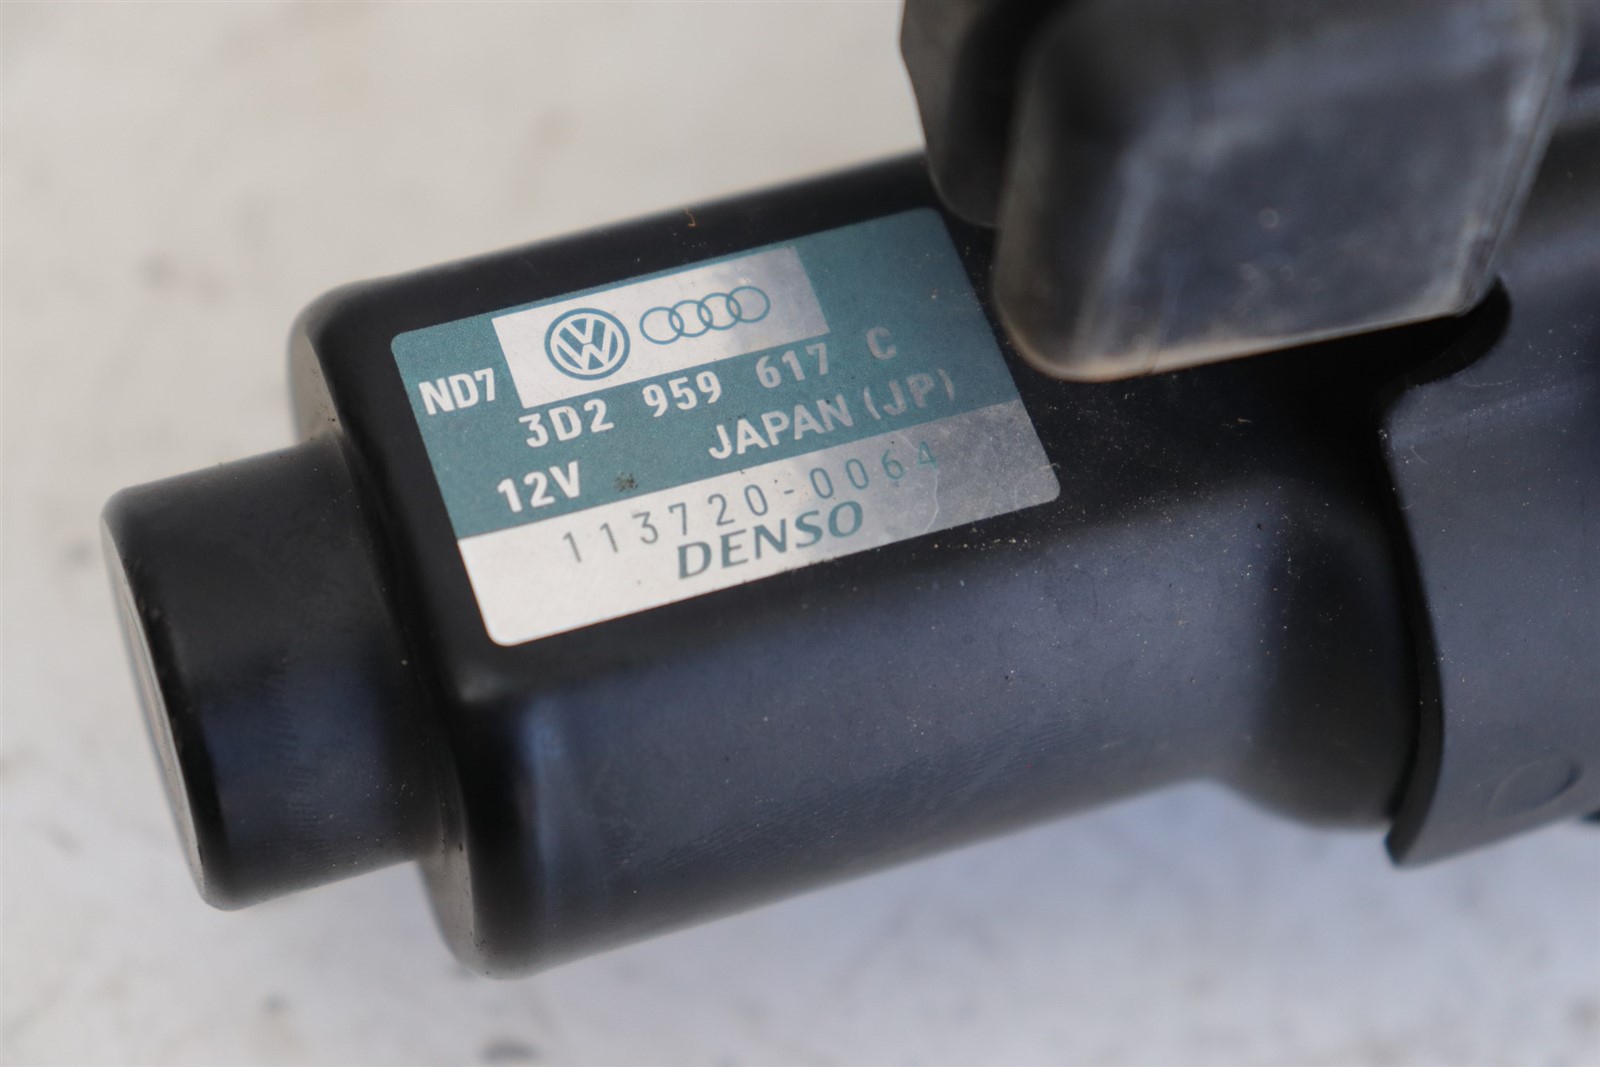 ND7
3D2 959 617 C
12V JAPAN (JP)
113720-0064
DENSO